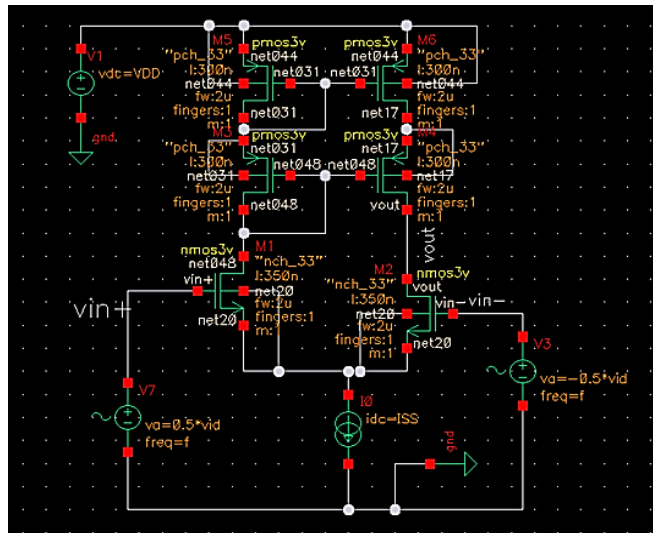 V1
vdc=VDD
gnd
M5
pmos3v
net044
"pch_33"
l:300n
net031
net044
fw:2u
fingers:1
net031
m:1
pmos3v
M6
net044
"pch_33"
net031
l:300n
net044
fw:2u
fingers:1
net17
m:1
M3
pmos3v
net031
"pch_33"
l:300n
net048
net031
fw:2u
fingers:1
net048
m:1
pmos3v
M4
net17
"pch_33"
net048
l:300n
net17
fw:2u
fingers:1
vout
m:1
vout
nmos3v
M1
net048
"nch_33"
vin+
l:350n
net20
fw:2u
fingers:1
net20
m:1
M2
nmos3v
"nch_33"
vout
l:350n
vin-
net20
fw:2u
fingers:1
net20
m:1
vin+
vin-
V3
va=-0.5*vid
freq=f
V7
va=0.5*vid
freq=f
I0
idc=ISS
gnd